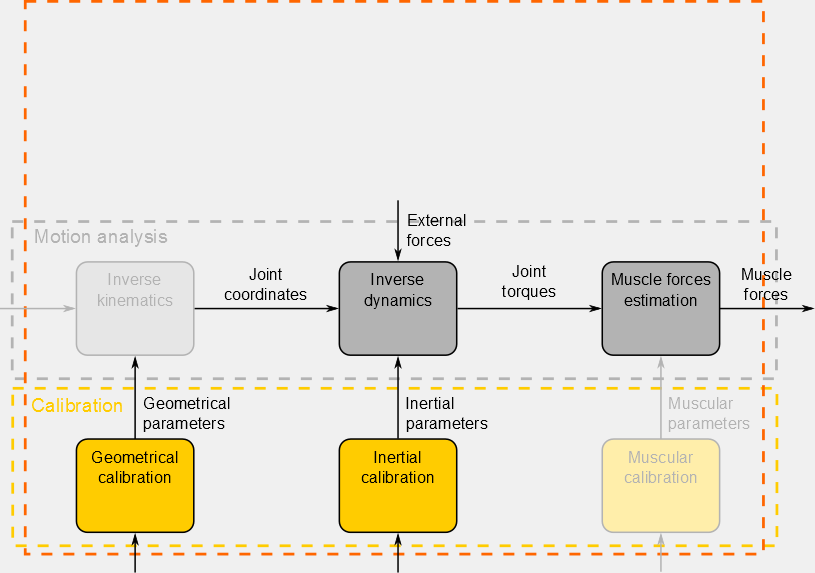 External
forces
Motion analysis
Inverse
kinematics
Joint
coordinates
Inverse
dynamics
Joint
torques
Muscle forces
estimation
Muscle
forces
Calibration
Geometrical
parameters
Inertial
parameters
Muscular
parameters
Geometrical
calibration
Inertial
calibration
Muscular
calibration